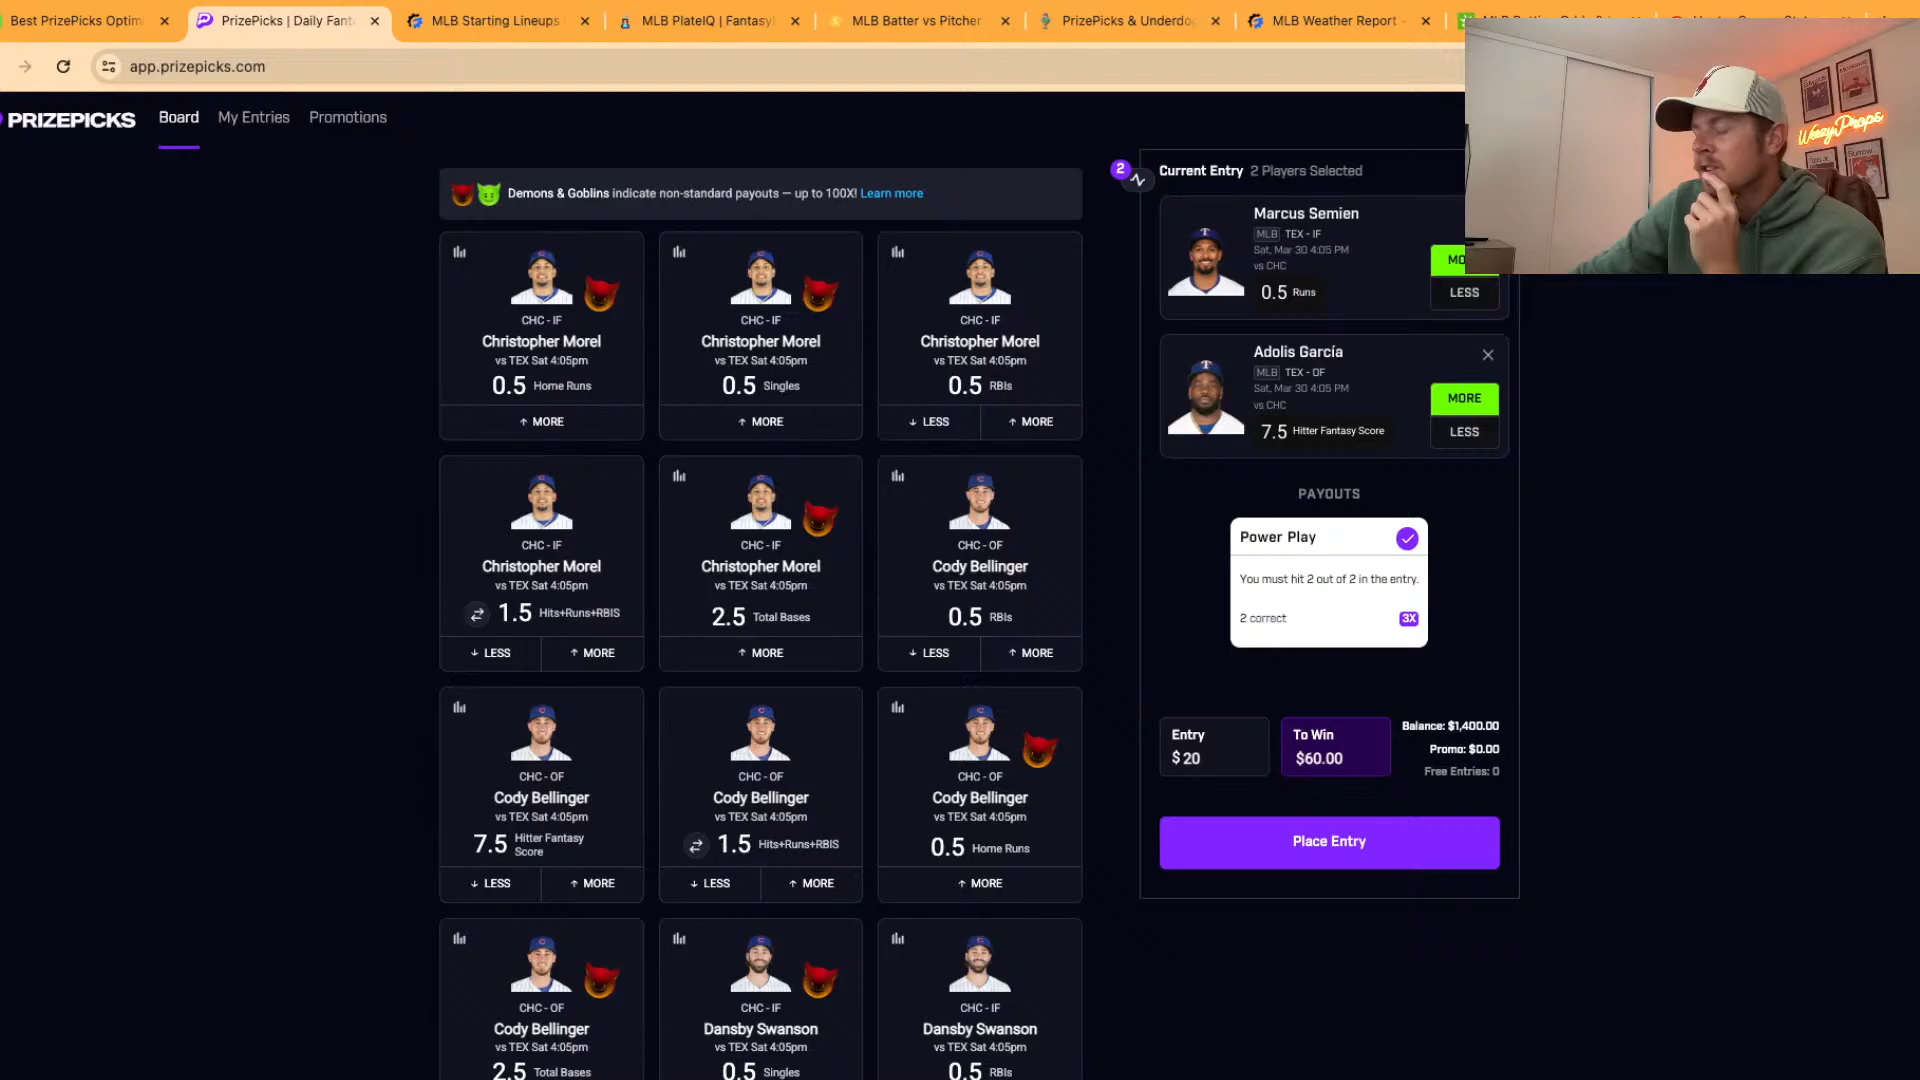 Best PrizePicks Optimi
PrizePicks | Daily Fant
MLB Starting Lineups
MLB PlateIQ | Fantasy
MLB Batter vs Pitcher
PrizePicks & Underdo
MLB Weather Report -
app.prizepicks.com
PRIZEPICKS
Board
My Entries
Promotions
Demons & Goblins indicate non-standard payouts — up to 100X! Learn more
CHC - IF
Christopher Morel
vs TEX Sat 4:05pm
0.5 Home Runs
↑ MORE
CHC - IF
Christopher Morel
vs TEX Sat 4:05pm
0.5 Singles
↑ MORE
CHC - IF
Christopher Morel
vs TEX Sat 4:05pm
0.5 RBIs
↓ LESS ↑ MORE
CHC - IF
Christopher Morel
vs TEX Sat 4:05pm
1.5 Hits+Runs+RBIS
↓ LESS ↑ MORE
CHC - IF
Christopher Morel
vs TEX Sat 4:05pm
2.5 Total Bases
↑ MORE
CHC - OF
Cody Bellinger
vs TEX Sat 4:05pm
0.5 RBIs
↓ LESS ↑ MORE
CHC - OF
Cody Bellinger
vs TEX Sat 4:05pm
7.5 Hitter Fantasy
Score
↓ LESS ↑ MORE
CHC - OF
Cody Bellinger
vs TEX Sat 4:05pm
1.5 Hits+Runs+RBIS
↓ LESS ↑ MORE
CHC - OF
Cody Bellinger
vs TEX Sat 4:05pm
0.5 Home Runs
↑ MORE
CHC - OF
Cody Bellinger
vs TEX Sat 4:05pm
2.5 Total Bases
CHC - IF
Dansby Swanson
vs TEX Sat 4:05pm
0.5 Singles
CHC - IF
Dansby Swanson
vs TEX Sat 4:05pm
0.5 RBIs
2
Current Entry 2 Players Selected
Marcus Semien
MLB TEX - IF
Sat, Mar 30 4:05 PM
vs CHC
0.5 Runs
MO
LESS
Adolis García
MLB TEX - OF
Sat, Mar 30 4:05 PM
vs CHC
7.5 Hitter Fantasy Score
MORE
LESS
PAYOUTS
Power Play
You must hit 2 out of 2 in the entry.
2 correct 3X
Entry
$ 20
To Win
$60.00
Balance: $1,400.00
Promo: $0.00
Free Entries: 0
Place Entry
WeezyProps
Burrow